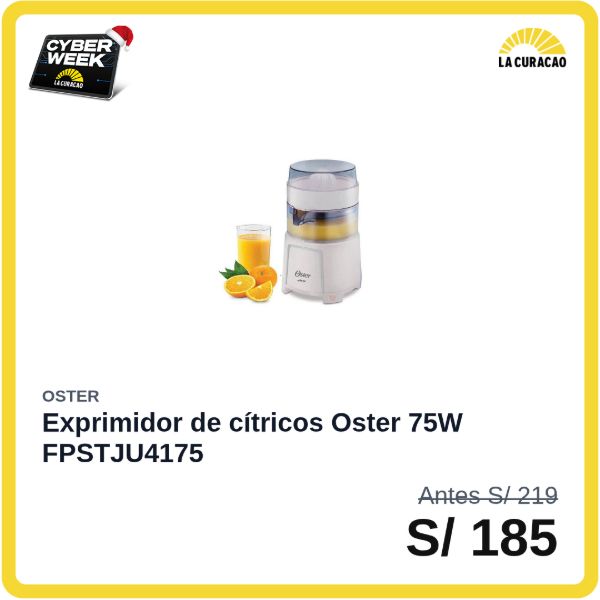 CYBER
WEEK
LA CURACAO
LA CURACAO
Oster
OSTER
Exprimidor de cítricos Oster 75W
FPSTJU4175
Antes S/ 219
S/ 185